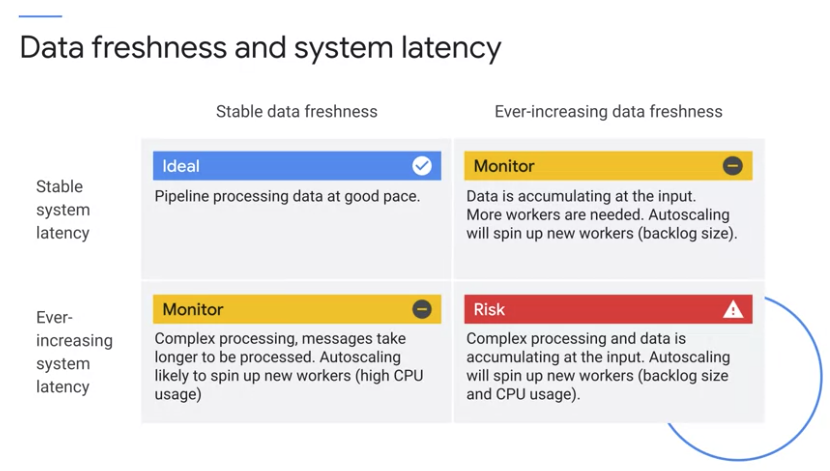 Data freshness and system latency
Stable data freshness
Ever-increasing data freshness
Stable
system
latency
Ideal
Pipeline processing data at good pace.
Monitor
Data is accumulating at the input.
More workers are needed. Autoscaling
will spin up new workers (backlog size).
Ever-
increasing
system
latency
Monitor
Complex processing, messages take
longer to be processed. Autoscaling
likely to spin up new workers (high CPU
usage)
Risk
Complex processing and data is
accumulating at the input. Autoscaling
will spin up new workers (backlog size
and CPU usage).